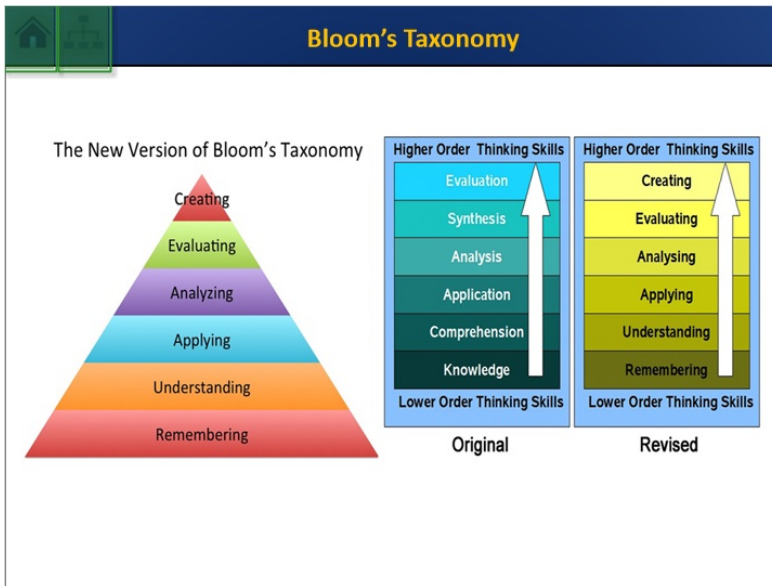 Bloom's Taxonomy
The New Version of Bloom's Taxonomy
Creating
Evaluating
Analyzing
Applying
Understanding
Remembering
Higher Order Thinking Skills
Evaluation
Synthesis
Analysis
Application
Comprehension
Knowledge
Lower Order Thinking Skills
Original
Higher Order Thinking Skills
Creating
Evaluating
Analysing
Applying
Understanding
Remembering
Lower Order Thinking Skills
Revised